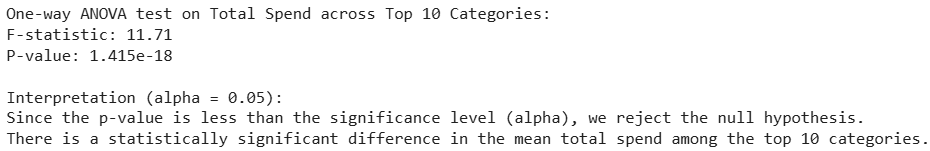 One-way ANOVA test on Total Spend across Top 10 Categories:
F-statistic: 11.71
P-value: 1.415e-18
Interpretation (alpha = 0.05):
Since the p-value is less than the significance level (alpha), we reject the null hypothesis.
There is a statistically significant difference in the mean total spend among the top 10 categories.